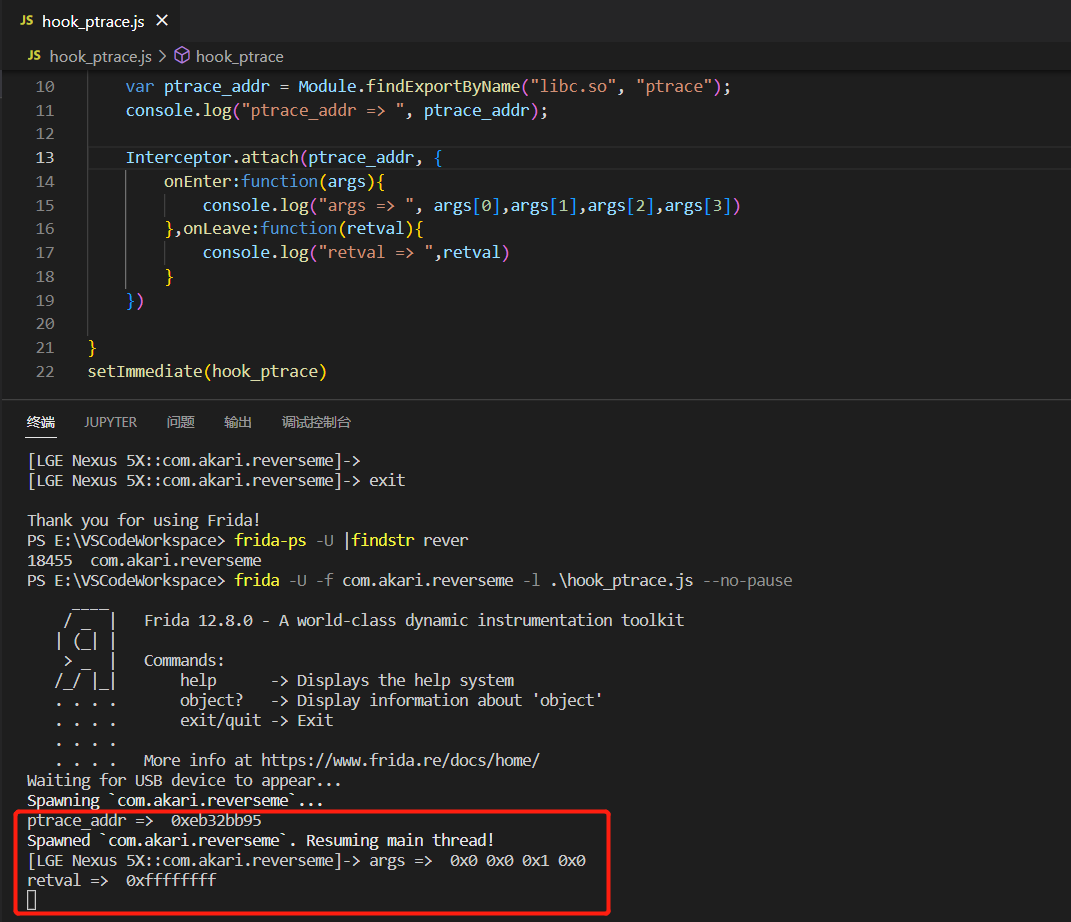 JS hook_ptrace.js ×
JS hook_ptrace.js > hook_ptrace
10 var ptrace_addr = Module.findExportByName("libc.so", "ptrace");
11 console.log("ptrace_addr => ", ptrace_addr);
12
13 Interceptor.attach(ptrace_addr, {
14 onEnter:function(args){
15 console.log("args => ", args[0],args[1],args[2],args[3])
16 },onLeave:function(retval){
17 console.log("retval => ",retval)
18 }
19 })
20
21 }
22 setImmediate(hook_ptrace)
终端 JUPYTER 问题 输出 调试控制台
[LGE Nexus 5X::com.akari.reverseme]->
[LGE Nexus 5X::com.akari.reverseme]-> exit
Thank you for using Frida!
PS E:\VSCodeWorkspace> frida-ps -U |findstr rever
18455 com.akari.reverseme
PS E:\VSCodeWorkspace> frida -U -f com.akari.reverseme -l .\hook_ptrace.js --no-pause
____
/ _ | Frida 12.8.0 - A world-class dynamic instrumentation toolkit
| (_| |
> _ | Commands:
/_/ |_| help -> Displays the help system
. . . . object? -> Display information about 'object'
. . . . exit/quit -> Exit
. . . .
. . . . More info at https://www.frida.re/docs/home/
Waiting for USB device to appear...
Spawning `com.akari.reverseme`...
ptrace_addr => 0xeb32bb95
Spawned `com.akari.reverseme`. Resuming main thread!
[LGE Nexus 5X::com.akari.reverseme]-> args => 0x0 0x0 0x1 0x0
retval => 0xffffffff